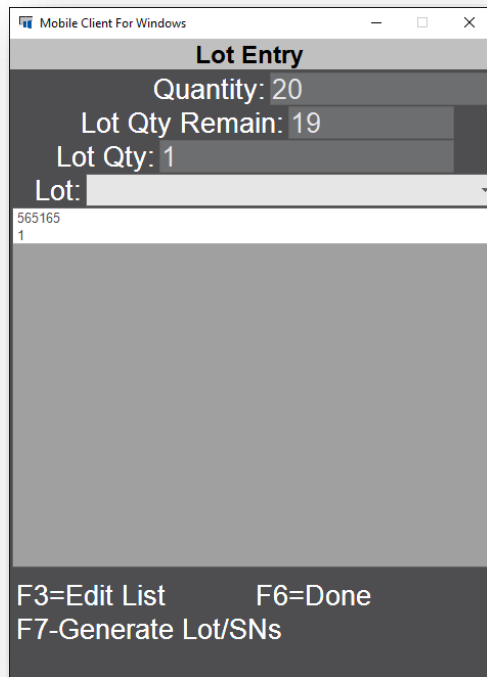 Mobile Client For Windows
Lot Entry
Quantity: 20
Lot Qty Remain: 19
Lot Qty: 1
Lot:
565165
1
F3=Edit List F6=Done
F7-Generate Lot/SNs